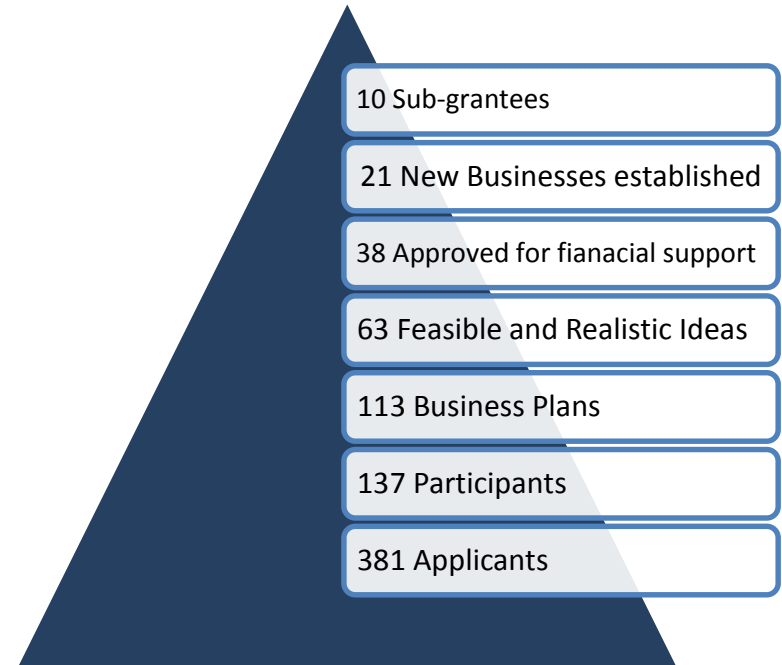 10 Sub-grantees
21 New Businesses established
38 Approved for fianacial support
63 Feasible and Realistic Ideas
113 Business Plans
137 Participants
381 Applicants